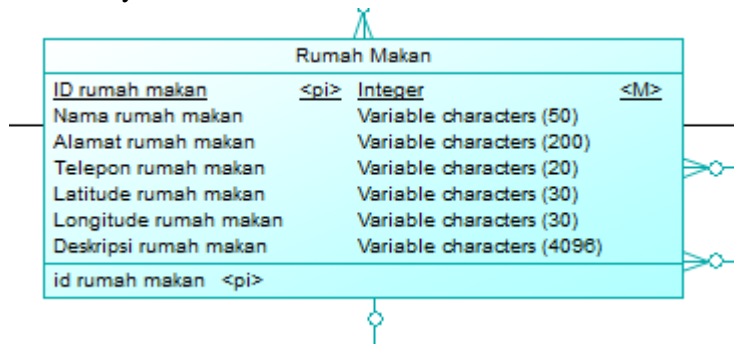 Rumah Makan
ID rumah makan <pi> Integer <M>
Nama rumah makan Variable characters (50)
Alamat rumah makan Variable characters (200)
Telepon rumah makan Variable characters (20)
Latitude rumah makan Variable characters (30)
Longitude rumah makan Variable characters (30)
Deskripsi rumah makan Variable characters (4096)
id rumah makan <pi>